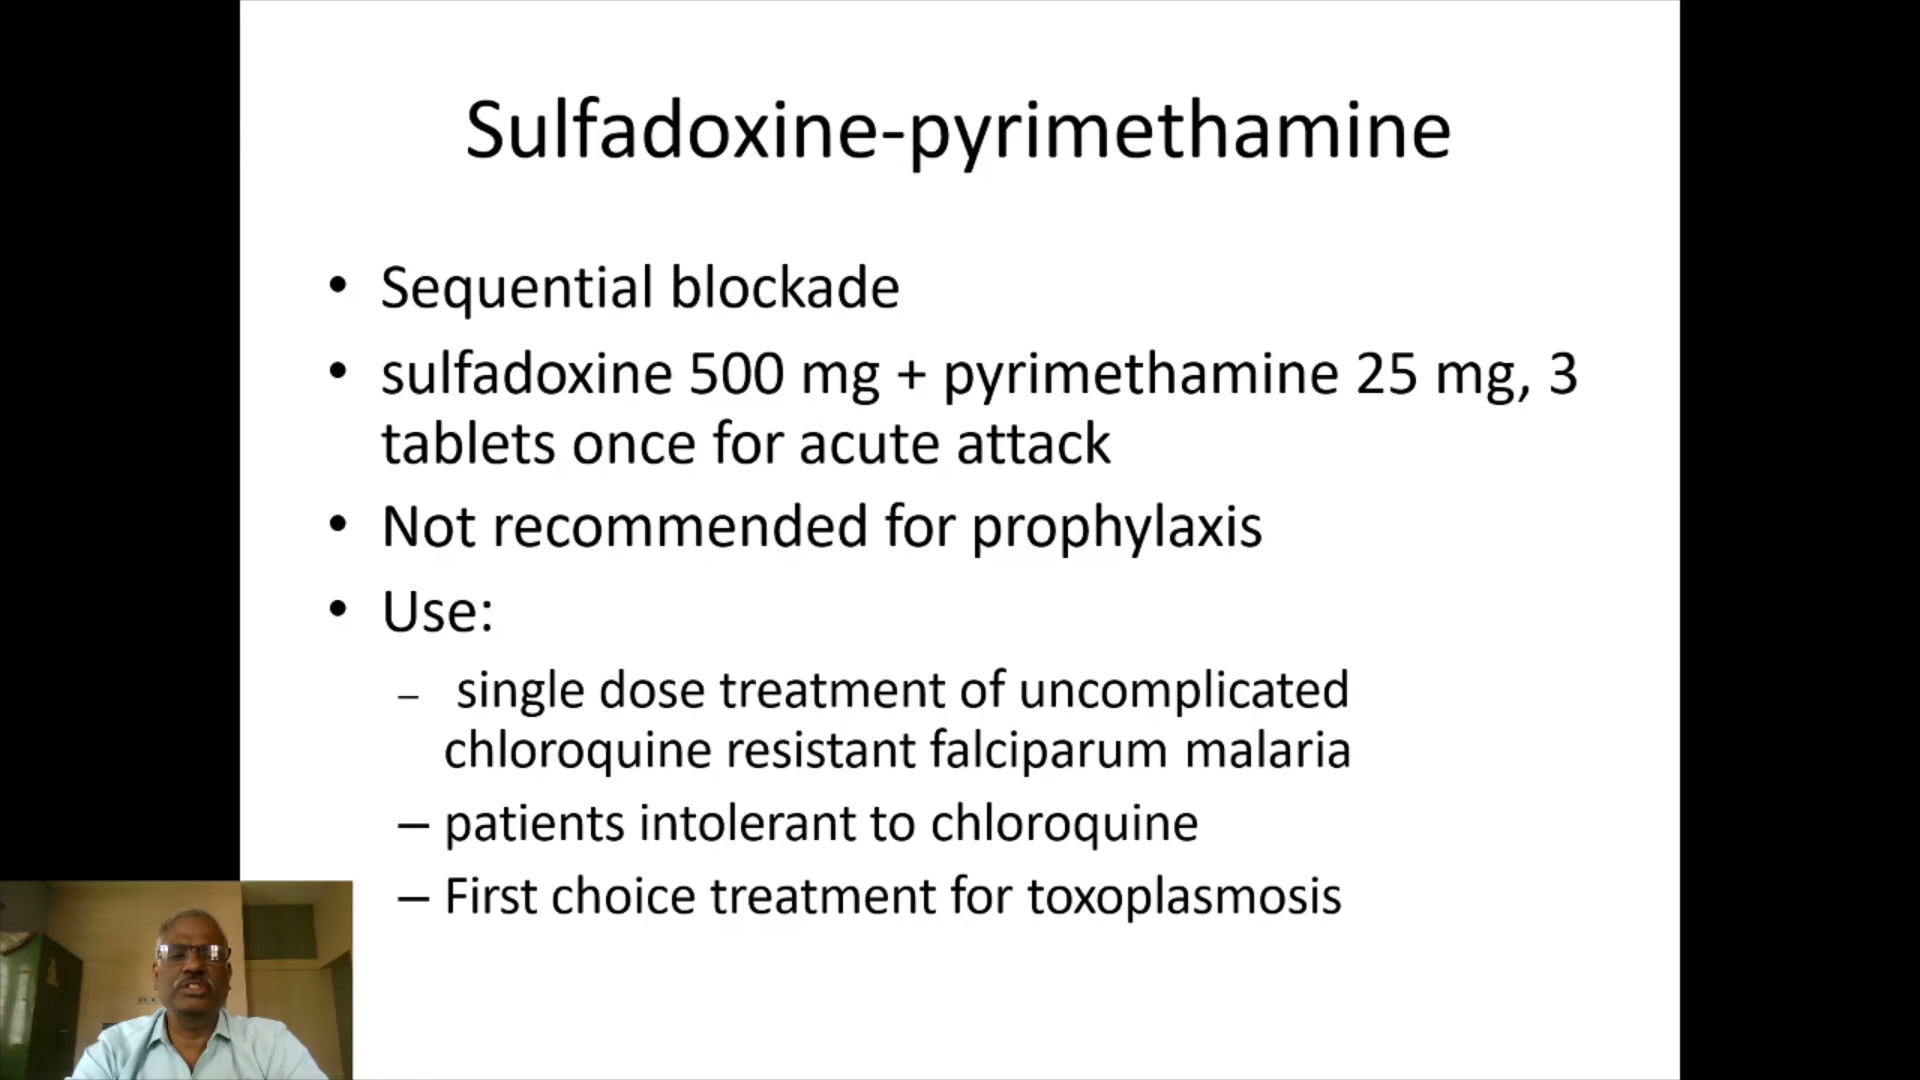 Sulfadoxine-pyrimethamine
• Sequential blockade
• sulfadoxine 500 mg + pyrimethamine 25 mg, 3
tablets once for acute attack
• Not recommended for prophylaxis
• Use:
– single dose treatment of uncomplicated
chloroquine resistant falciparum malaria
– patients intolerant to chloroquine
– First choice treatment for toxoplasmosis